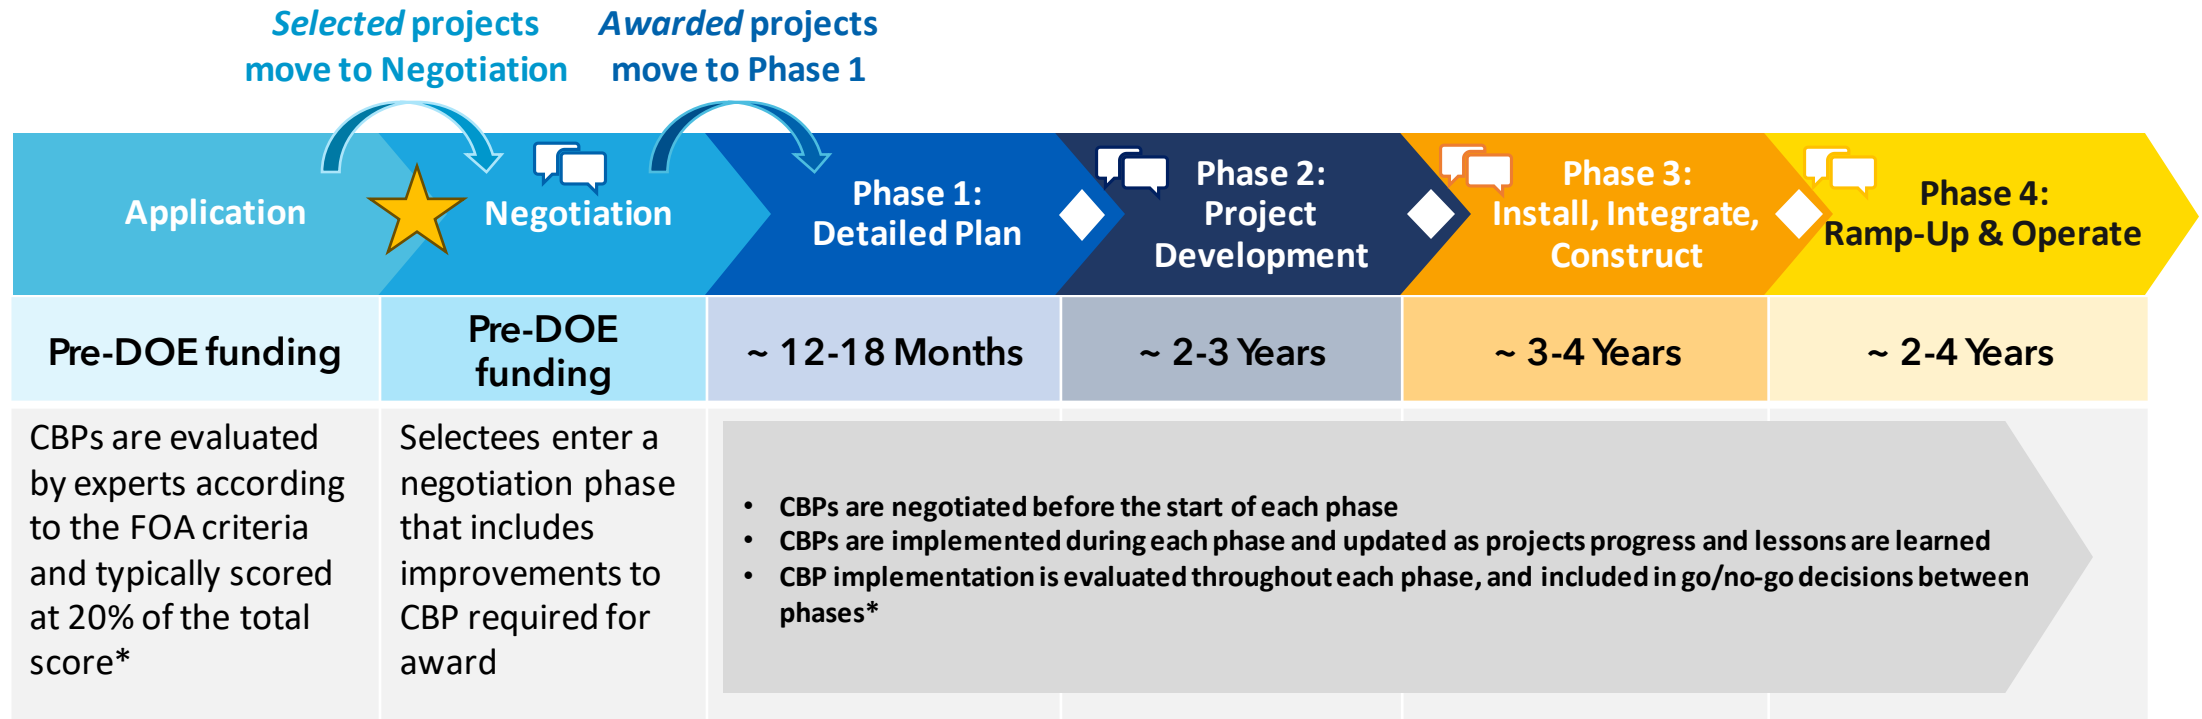 Selected projects
move to Negotiation
Awarded projects
move to Phase 1
Application
Negotiation
Phase 1:
Detailed Plan
Phase 2:
Project
Development
Phase 3:
Install, Integrate,
Construct
Phase 4:
Ramp-Up & Operate
Pre-DOE funding
Pre-DOE
funding
~ 12-18 Months
~ 2-3 Years
~ 3-4 Years
~ 2-4 Years
CBPs are evaluated
by experts according
to the FOA criteria
and typically scored
at 20% of the total
score*
Selectees enter a
negotiation phase
that includes
improvements to
CBP required for
award
• CBPs are negotiated before the start of each phase
• CBPs are implemented during each phase and updated as projects progress and lessons are learned
• CBP implementation is evaluated throughout each phase, and included in go/no-go decisions between
phases*